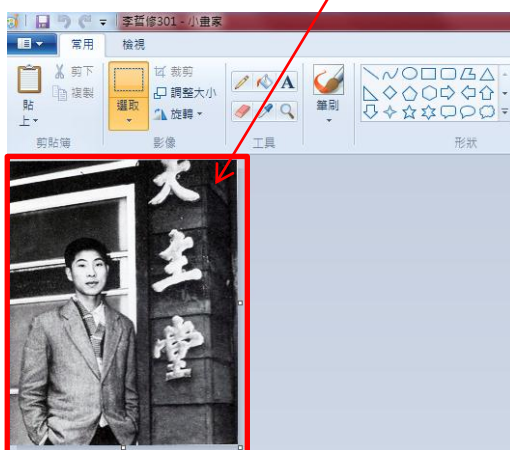 李哲修301 - 小畫家
常用 檢視
貼上
剪下
複製
選取
裁剪
調整大小
旋轉
A
筆刷
剪貼簿 影像 工具 形狀
天主堂